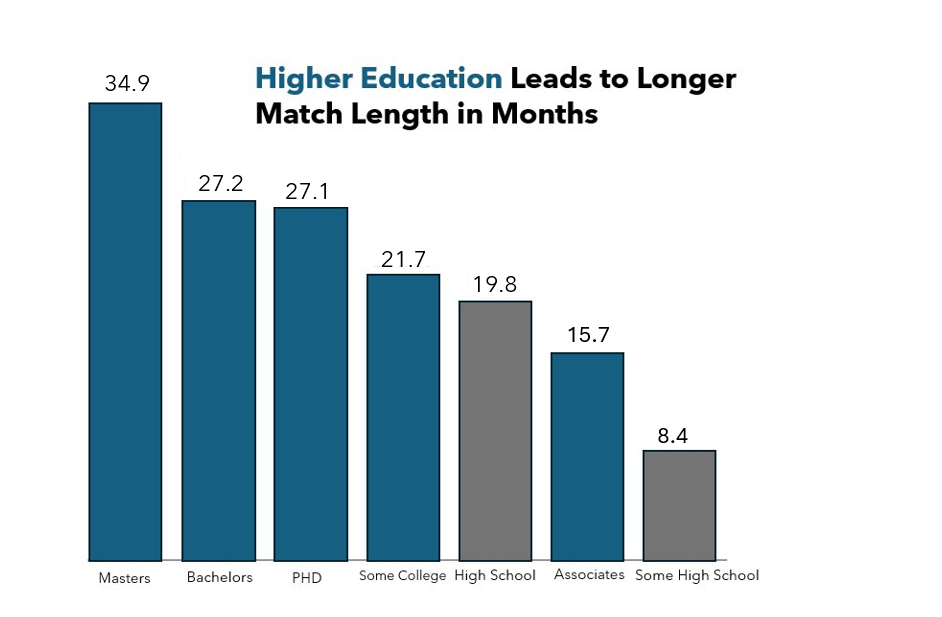 Higher Education Leads to Longer
Match Length in Months
34.9
27.2
27.1
21.7
19.8
15.7
8.4
Masters
Bachelors
PHD
Some College
High School
Associates
Some High School